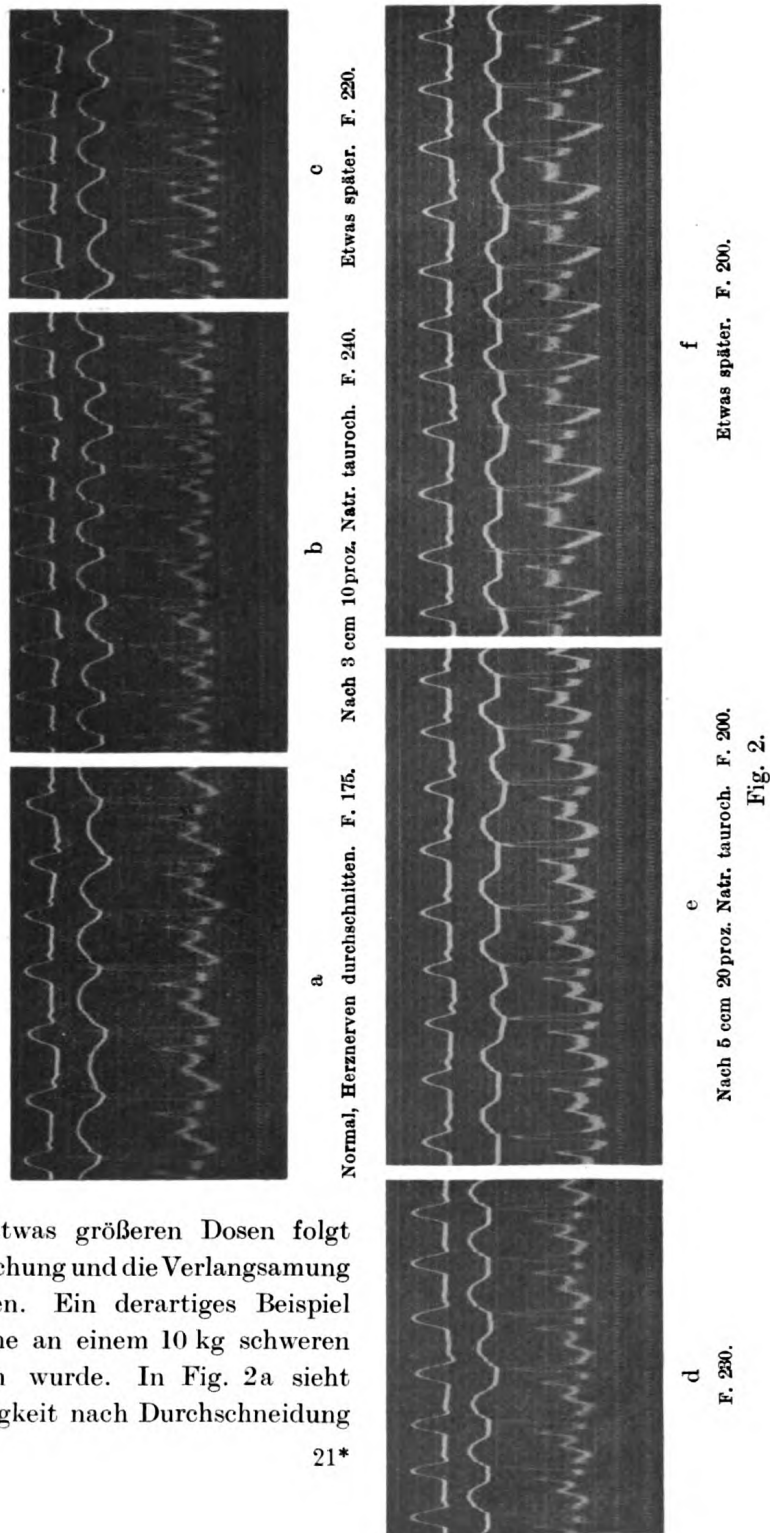 a
Normal, Herznerven durchschnitten. F. 175.
b
Nach 3 ccm 10proz. Natr. tauroch. F. 240.
c
Etwas später. F. 220.
d
F. 230.
e
Nach 5 ccm 20proz. Natr. tauroch. F. 200.
f
Etwas später. F. 200.
Fig. 2.
twas größeren Dosen folgt
chung und die Verlangsamung
en. Ein derartiges Beispiel
ne an einem 10 kg schweren
n wurde. In Fig. 2a sieht
igkeit nach Durchschneidung
21*